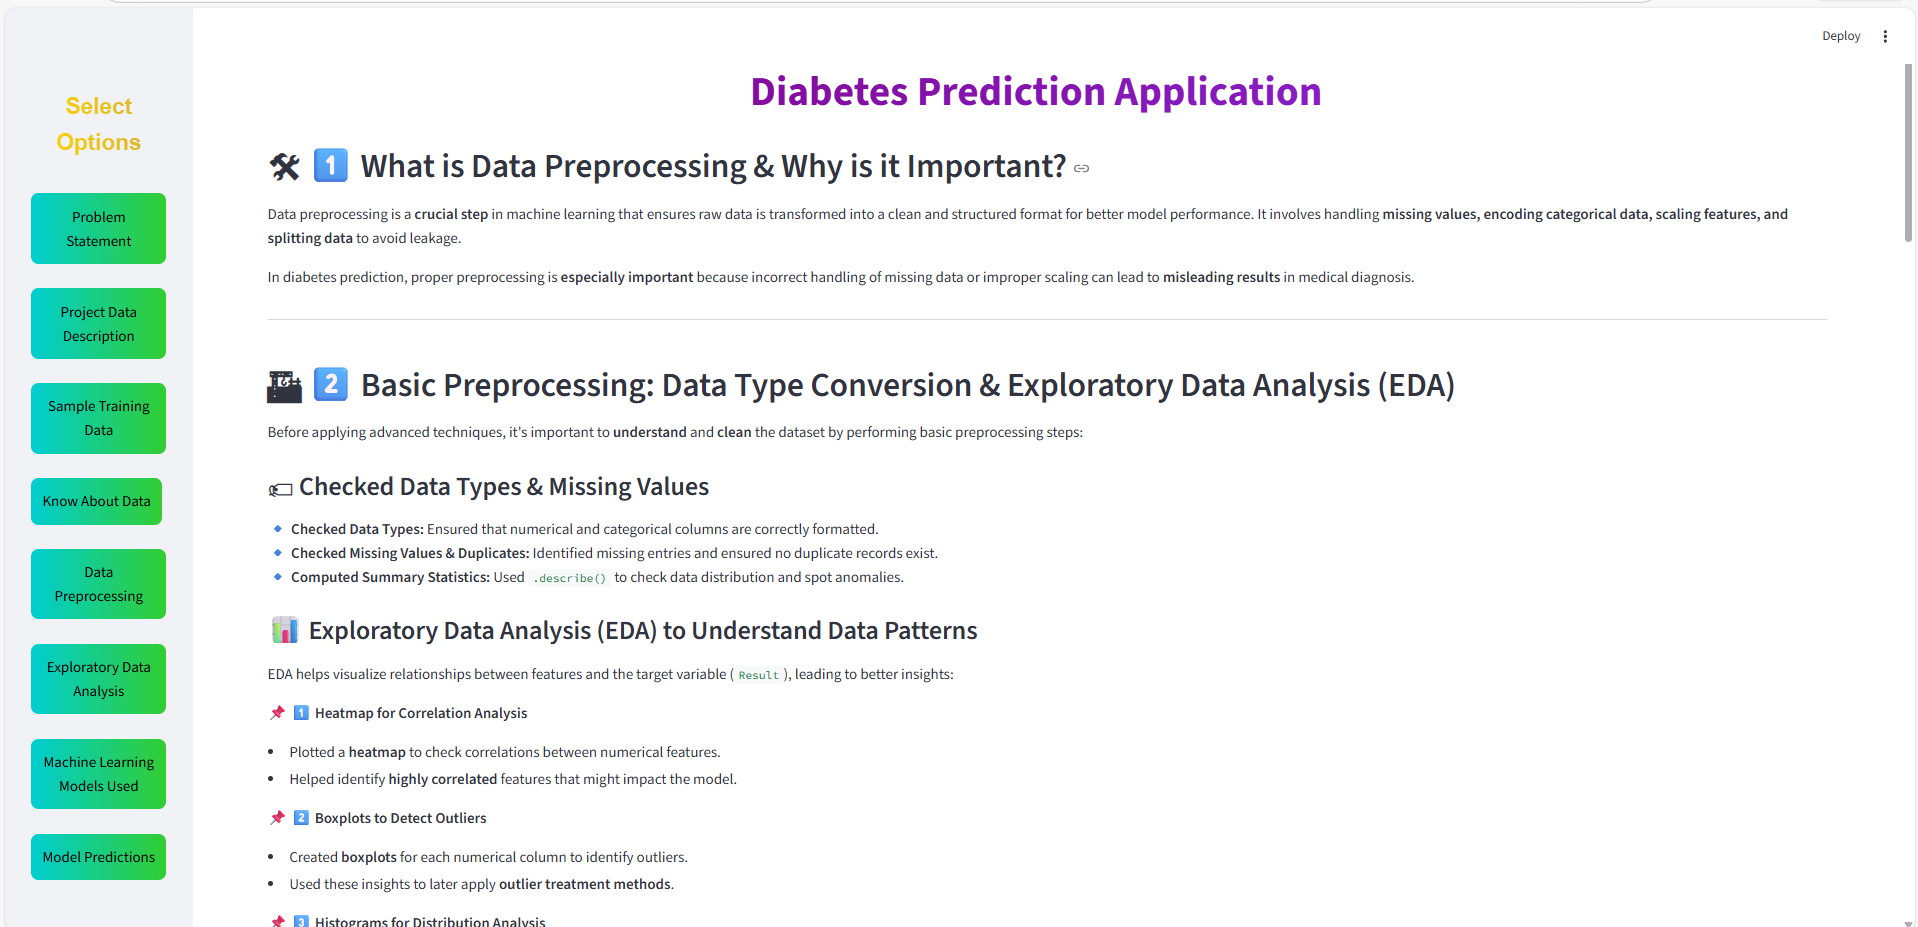 Deploy
Select
Options
Problem
Statement
Project Data
Description
Sample Training
Data
Know About Data
Data
Preprocessing
Exploratory Data
Analysis
Machine Learning
Models Used
Model Predictions
Diabetes Prediction Application
🛠 1️⃣ What is Data Preprocessing & Why is it Important?
Data preprocessing is a crucial step in machine learning that ensures raw data is transformed into a clean and structured format for better model performance. It involves handling missing values, encoding categorical data, scaling features, and
splitting data to avoid leakage.
In diabetes prediction, proper preprocessing is especially important because incorrect handling of missing data or improper scaling can lead to misleading results in medical diagnosis.
2️⃣ Basic Preprocessing: Data Type Conversion & Exploratory Data Analysis (EDA)
Before applying advanced techniques, it's important to understand and clean the dataset by performing basic preprocessing steps:
Checked Data Types & Missing Values
🔹 Checked Data Types: Ensured that numerical and categorical columns are correctly formatted.
🔹 Checked Missing Values & Duplicates: Identified missing entries and ensured no duplicate records exist.
🔹 Computed Summary Statistics: Used .describe() to check data distribution and spot anomalies.
📊 Exploratory Data Analysis (EDA) to Understand Data Patterns
EDA helps visualize relationships between features and the target variable ( Result ), leading to better insights:
📌 1️⃣ Heatmap for Correlation Analysis
• Plotted a heatmap to check correlations between numerical features.
• Helped identify highly correlated features that might impact the model.
📌 2️⃣ Boxplots to Detect Outliers
• Created boxplots for each numerical column to identify outliers.
• Used these insights to later apply outlier treatment methods.
📌 3️⃣ Histograms for Distribution Analysis